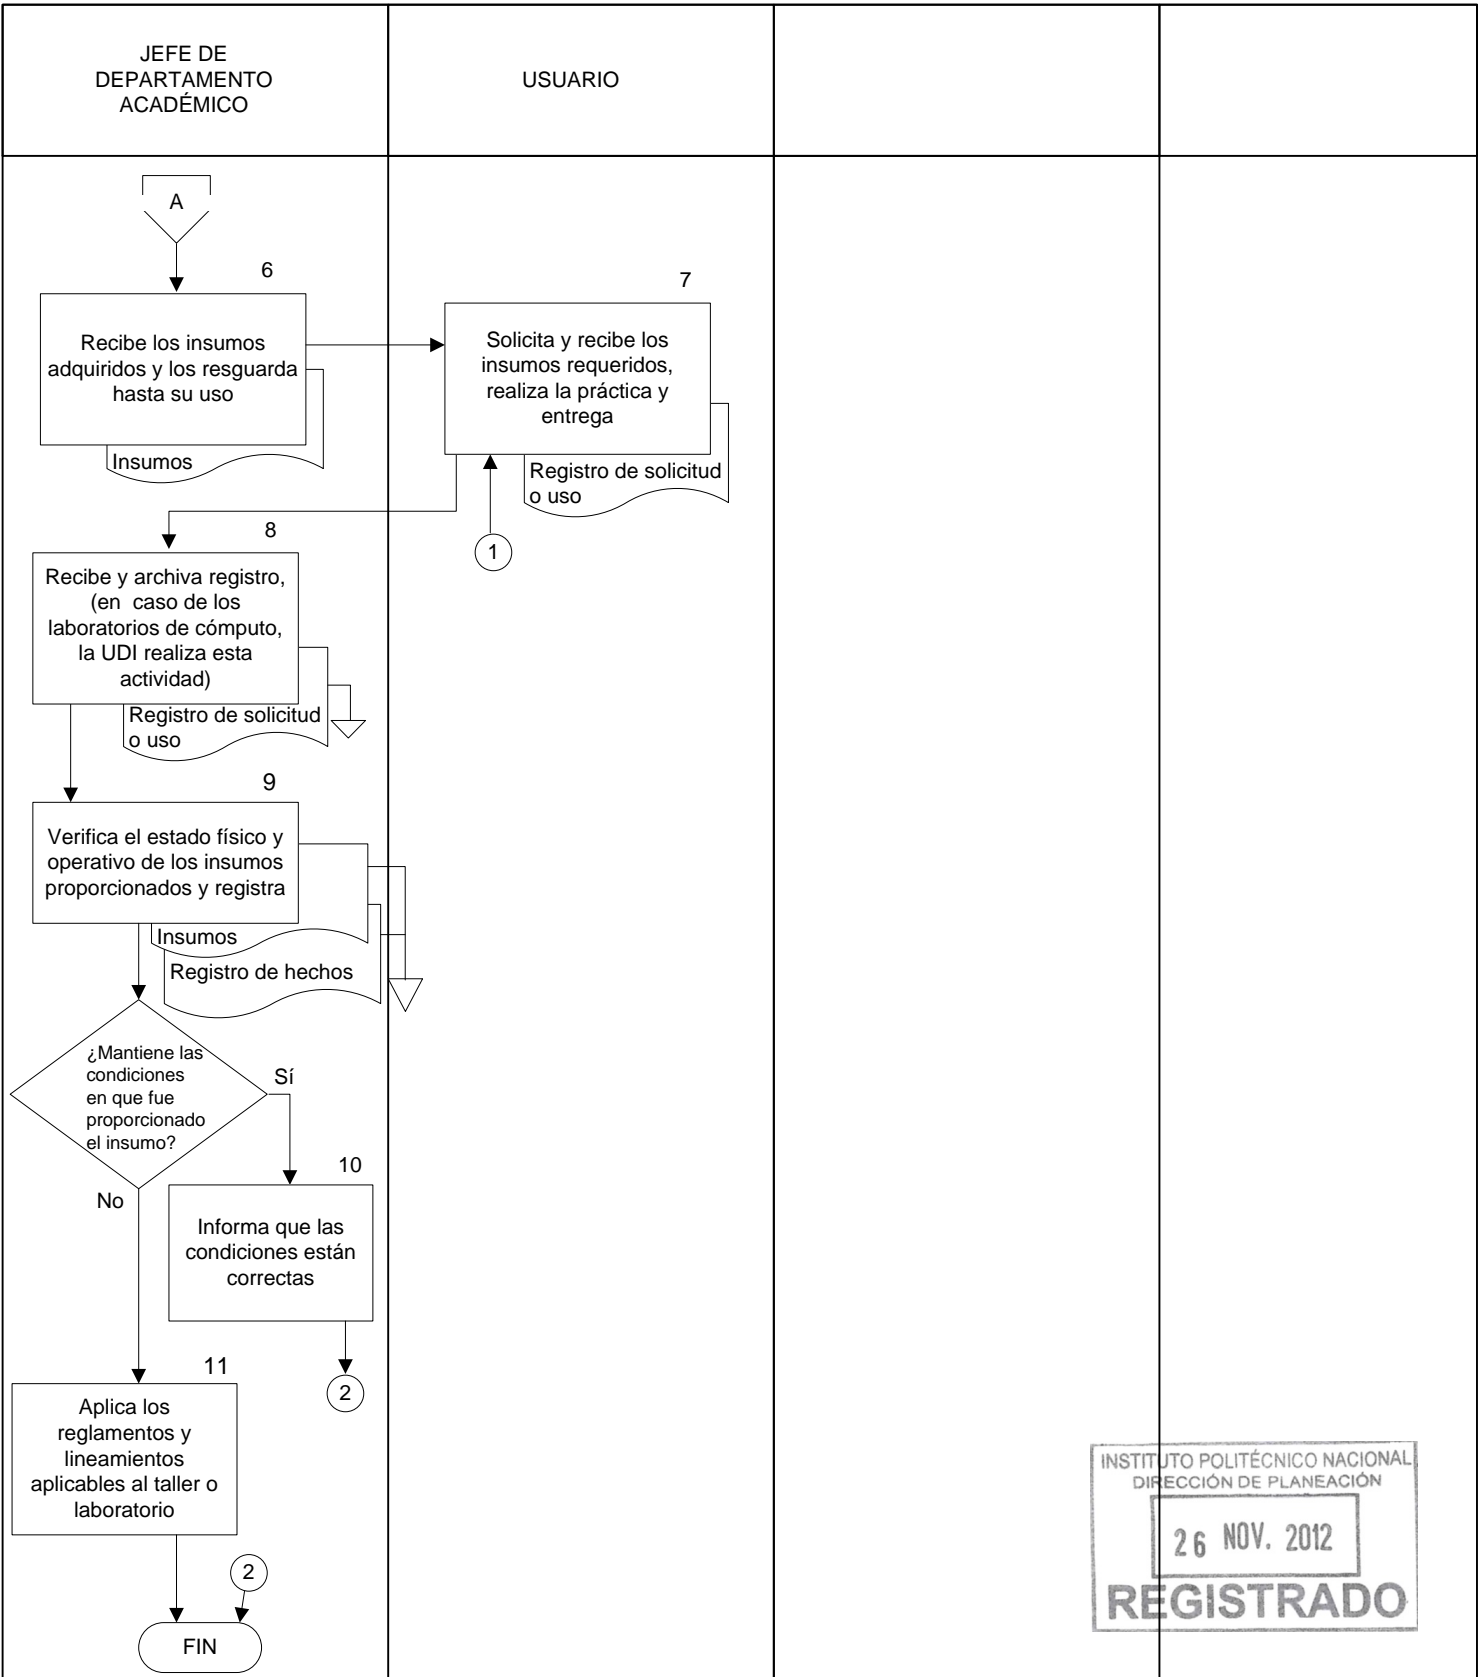 JEFE DE
DEPARTAMENTO
ACADÉMICO
USUARIO
A
6
Recibe los insumos
adquiridos y los resguarda
hasta su uso
Insumos
7
Solicita y recibe los
insumos requeridos,
realiza la práctica y
entrega
Registro de solicitud
o uso
1
8
Recibe y archiva registro,
(en caso de los
laboratorios de cómputo,
la UDI realiza esta
actividad)
Registro de solicitud
o uso
9
Verifica el estado físico y
operativo de los insumos
proporcionados y registra
Insumos
Registro de hechos
¿Mantiene las
condiciones
en que fue
proporcionado
el insumo?
Sí
No
10
Informa que las
condiciones están
correctas
2
11
Aplica los
reglamentos y
lineamientos
aplicables al taller o
laboratorio
2
FIN
INSTITUTO POLITÉCNICO NACIONAL
DIRECCIÓN DE PLANEACIÓN
26 NOV. 2012
REGISTRADO